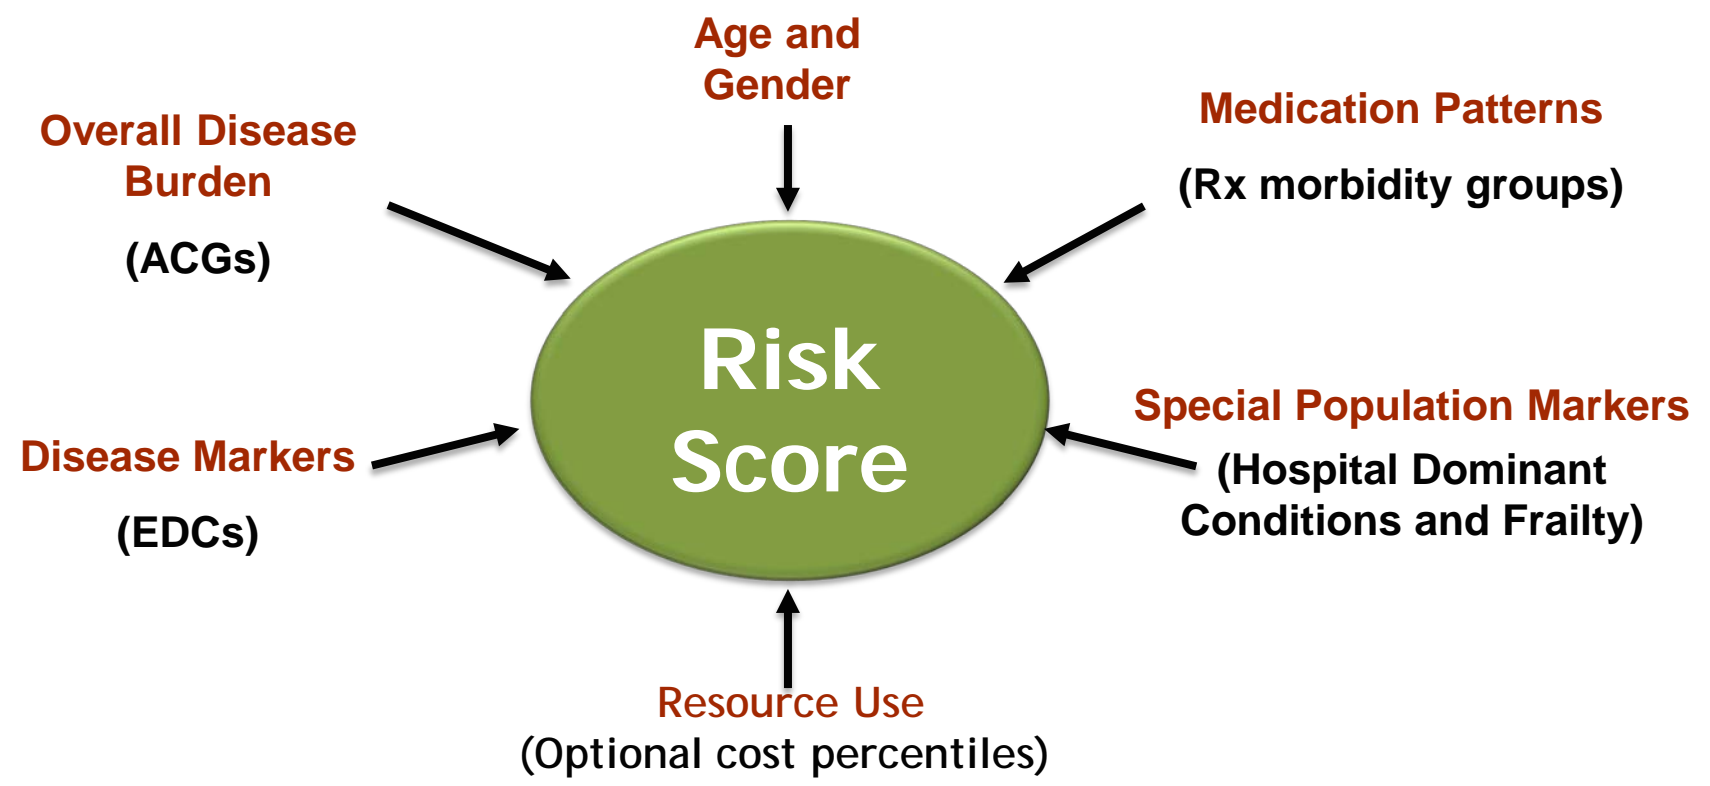 Age and
Gender
Overall Disease
Burden
(ACGs)
Medication Patterns
(Rx morbidity groups)
Risk
Score
Disease Markers
(EDCs)
Special Population Markers
(Hospital Dominant
Conditions and Frailty)
Resource Use
(Optional cost percentiles)